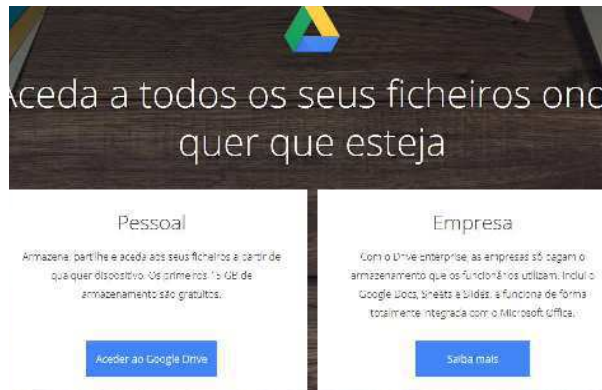 Aceda a todos os seus ficheiros ond
quer que esteja
Pessoal
Armazene, partilhe e aceda aos seus ficheiros a partir de
qualquer dispositivo. Os primeiros 15 GB de
armazenamento são gratuitos.
Aceder ao Google Drive
Empresa
Com o Drive Enterprise, as empresas só pagam o
armazenamento que os funcionários utilizam. Inclui o
Google Docs, Sheets e Slides, e funciona de forma
totalmente integrada com o Microsoft Office.
Saiba mais